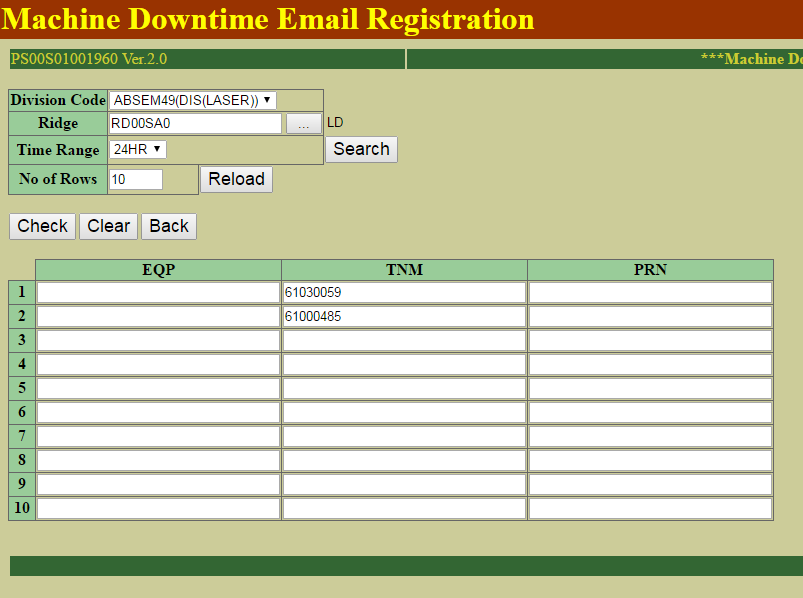 Machine Downtime Email Registration
PS00S01001960 Ver.2.0 ***Machine
Division Code ABSEM49(DIS(LASER))
Ridge RD00SA0 ... LD
Time Range 24HR Search
No of Rows 10 Reload
Check Clear Back
EQP TNM PRN
1 61030059
2 61000485
3
4
5
6
7
8
9
10